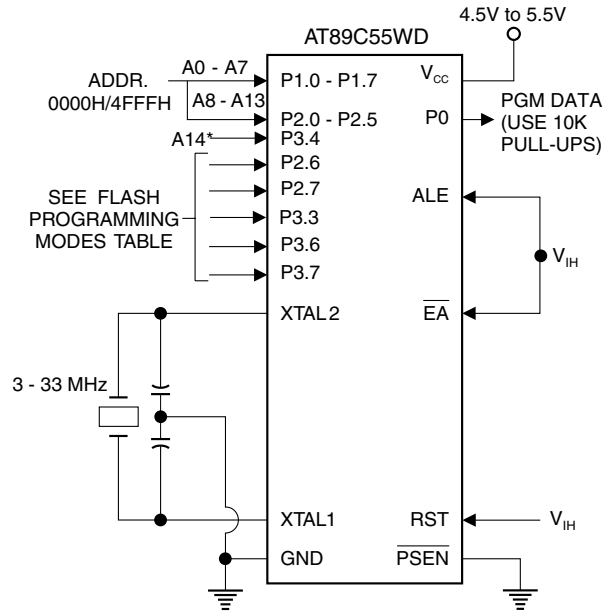 4.5V to 5.5V
AT89C55WD
ADDR.
0000H/4FFFH
A0 - A7
A8 - A13
A14*
SEE FLASH
PROGRAMMING
MODES TABLE
3 - 33 MHz
P1.0 - P1.7
P2.0 - P2.5
P3.4
P2.6
P2.7
P3.3
P3.6
P3.7
XTAL2
XTAL1
GND
VCC
P0
ALE
EA
RST
PSEN
PGM DATA
(USE 10K
PULL-UPS)
VIH
VIH